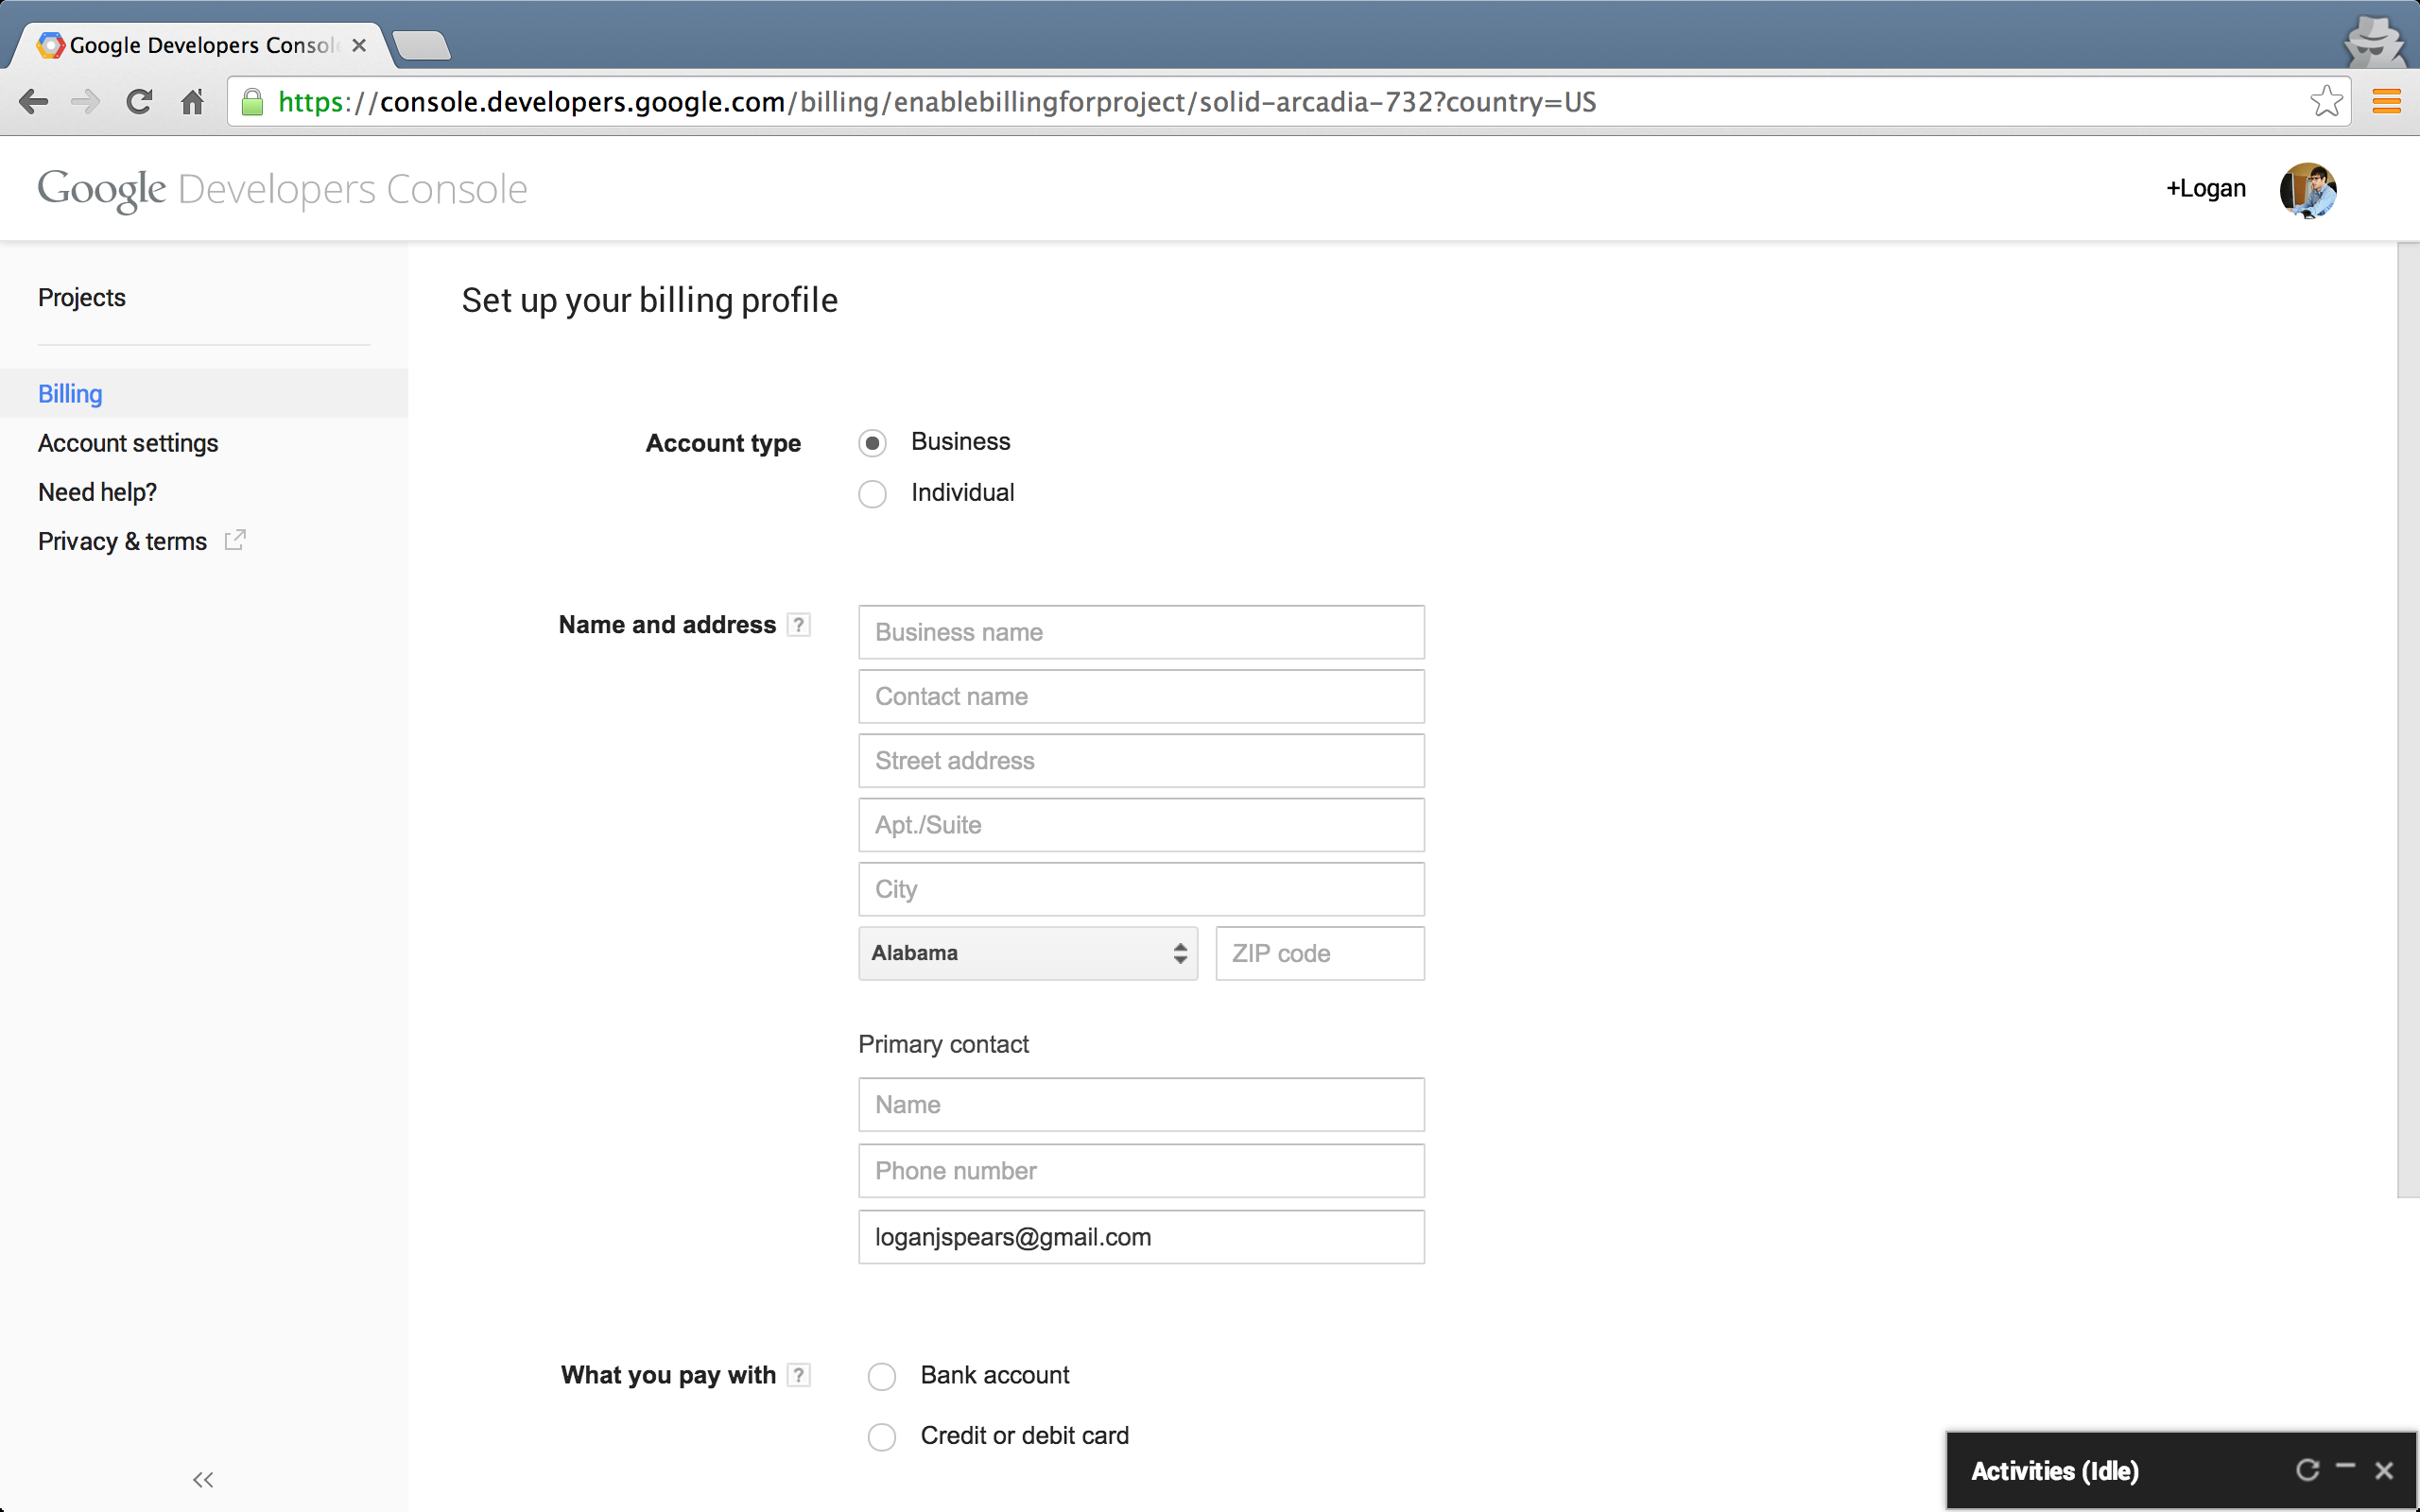 Google Developers Console
https://console.developers.google.com/billing/enablebillingforproject/solid-arcadia-732?country=US
Google Developers Console
+Logan
Projects
Billing
Account settings
Need help?
Privacy & terms
Set up your billing profile
Account type
Business
Individual
Name and address ?
Business name
Contact name
Street address
Apt./Suite
City
Alabama
ZIP code
Primary contact
Name
Phone number
loganjspears@gmail.com
What you pay with ?
Bank account
Credit or debit card
Activities (Idle)